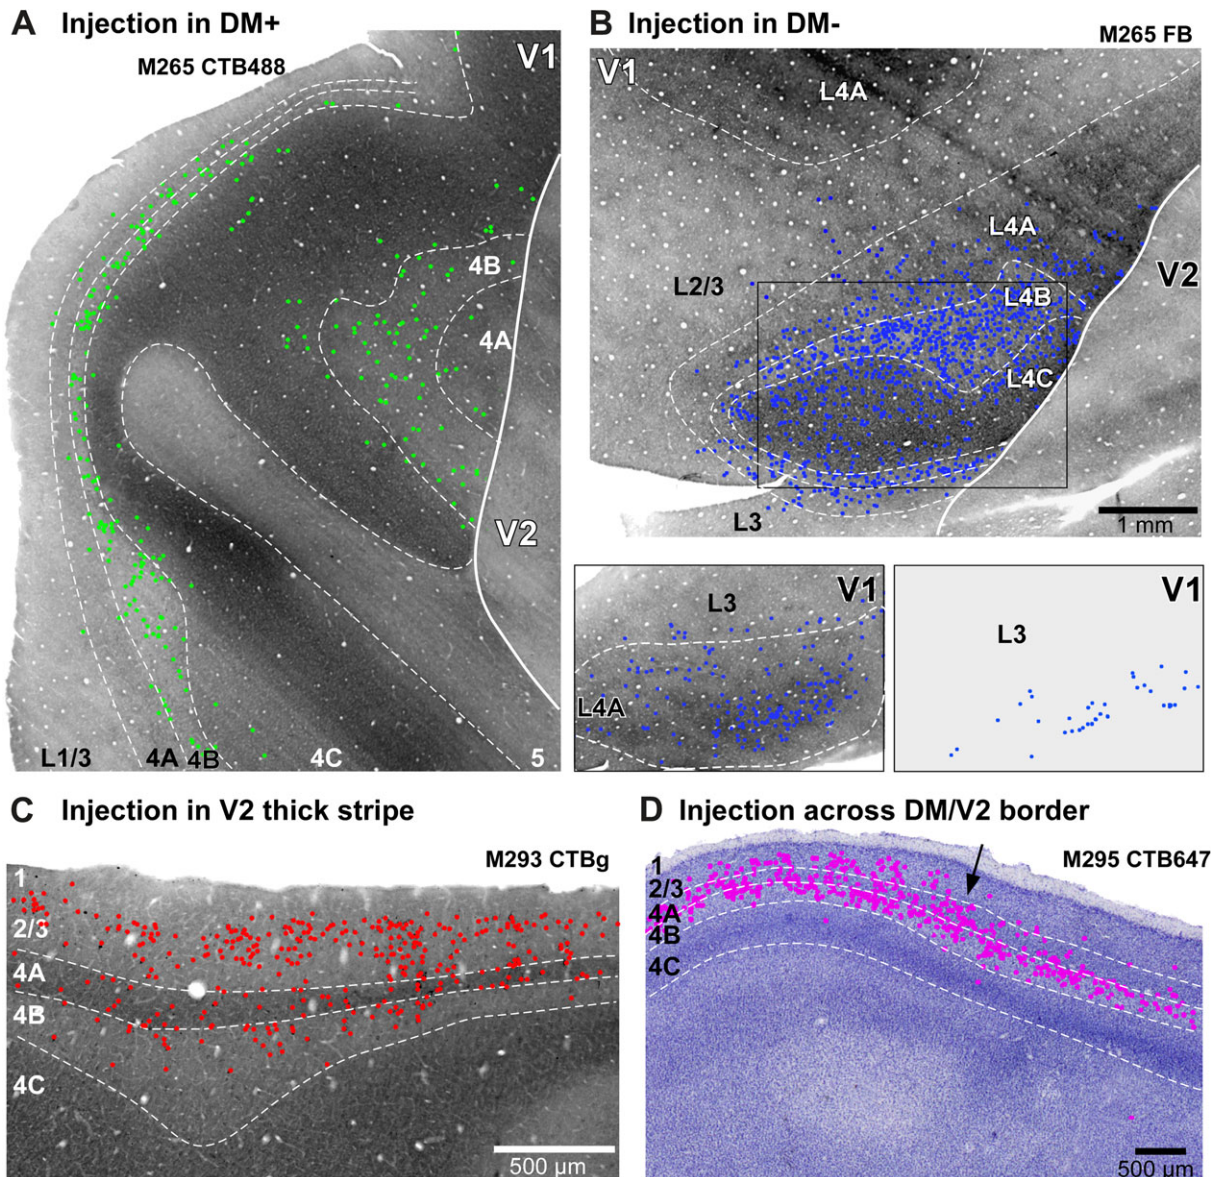 A Injection in DM+
M265 CTB488
V1
4B
4A
V2
L1/3 4A 4B 4C 5
B Injection in DM-
M265 FB
V1
L4A
L4A
L2/3
L4B
V2
L4C
L3
1 mm
V1
L3
L4A
V1
L3
C Injection in V2 thick stripe
M293 CTBg
1
2/3
4A
4B
4C
500 µm
D Injection across DM/V2 border
M295 CTB647
1
2/3
4A
4B
4C
500 µm